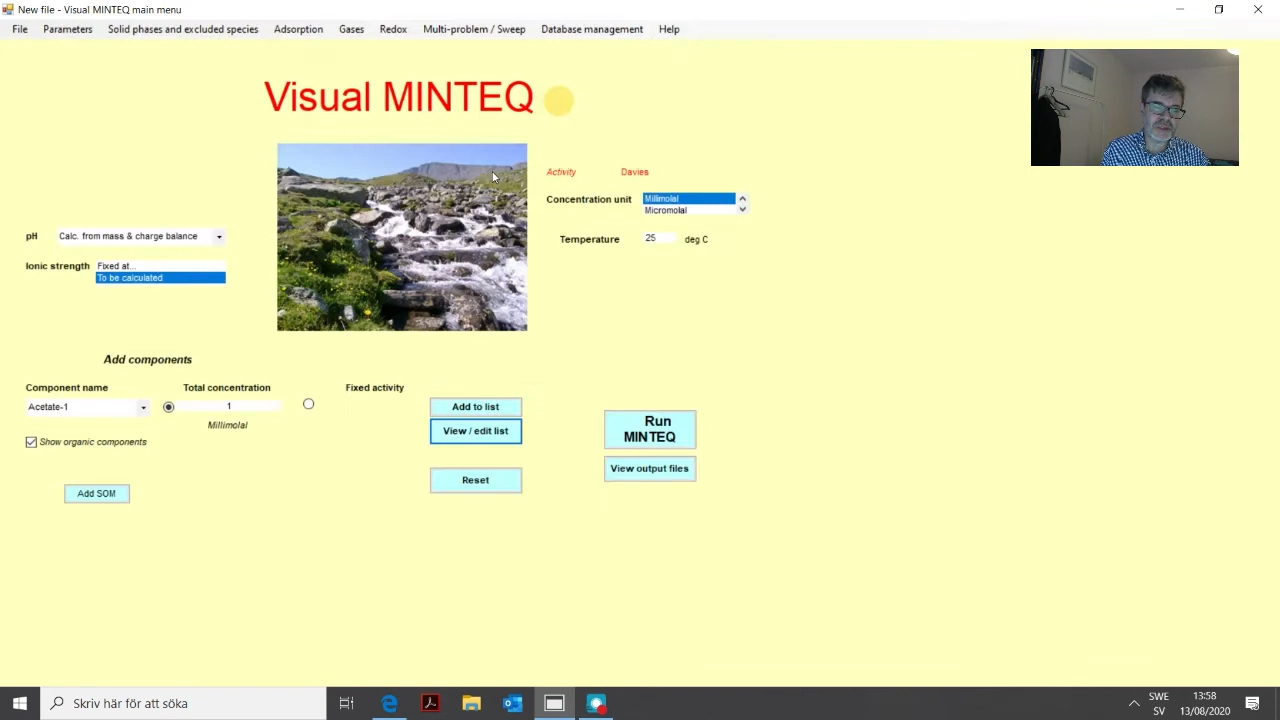 New file - Visual MINTEQ main menu
File Parameters Solid phases and excluded species Adsorption Gases Redox Multi-problem / Sweep Database management Help
Visual MINTEQ
Activity Davies
Concentration unit Millimolal
Micromolal
pH Calc. from mass & charge balance
Temperature 25 deg C
Ionic strength Fixed at...
To be calculated
Add components
Component name Total concentration Fixed activity
Acetate-1 1 Add to list
Millimolal
View / edit list
Run
MINTEQ
Show organic components
View output files
Reset
Add SOM
Skriv här för att söka
SWE 13:58
SV 13/08/2020